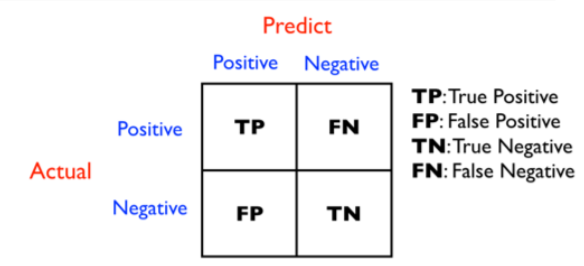 Predict
Positive Negative
Positive TP FN
Actual
Negative FP TN
TP: True Positive
FP: False Positive
TN: True Negative
FN: False Negative